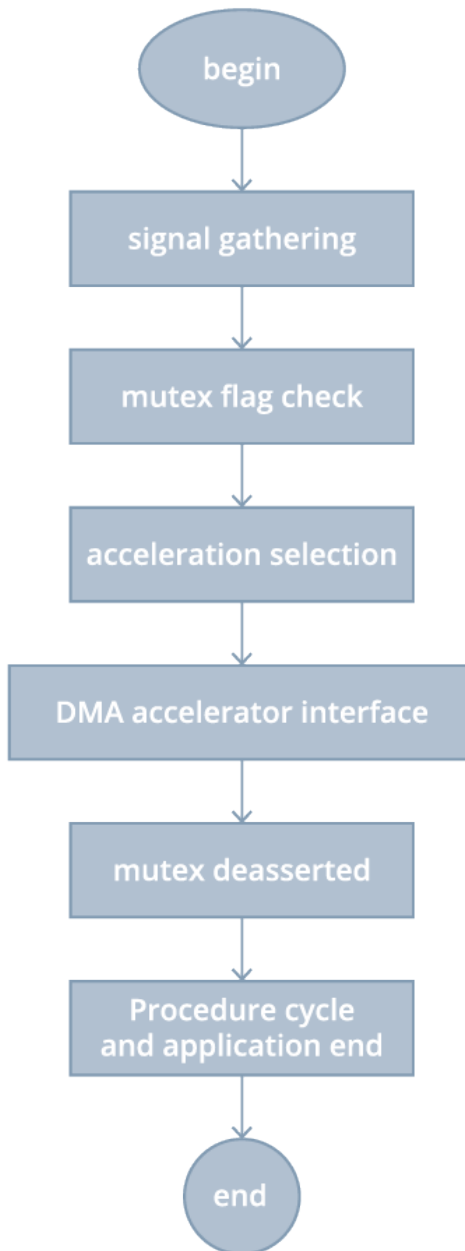 begin
signal gathering
mutex flag check
acceleration selection
DMA accelerator interface
mutex deasserted
Procedure cycle
and application end
end